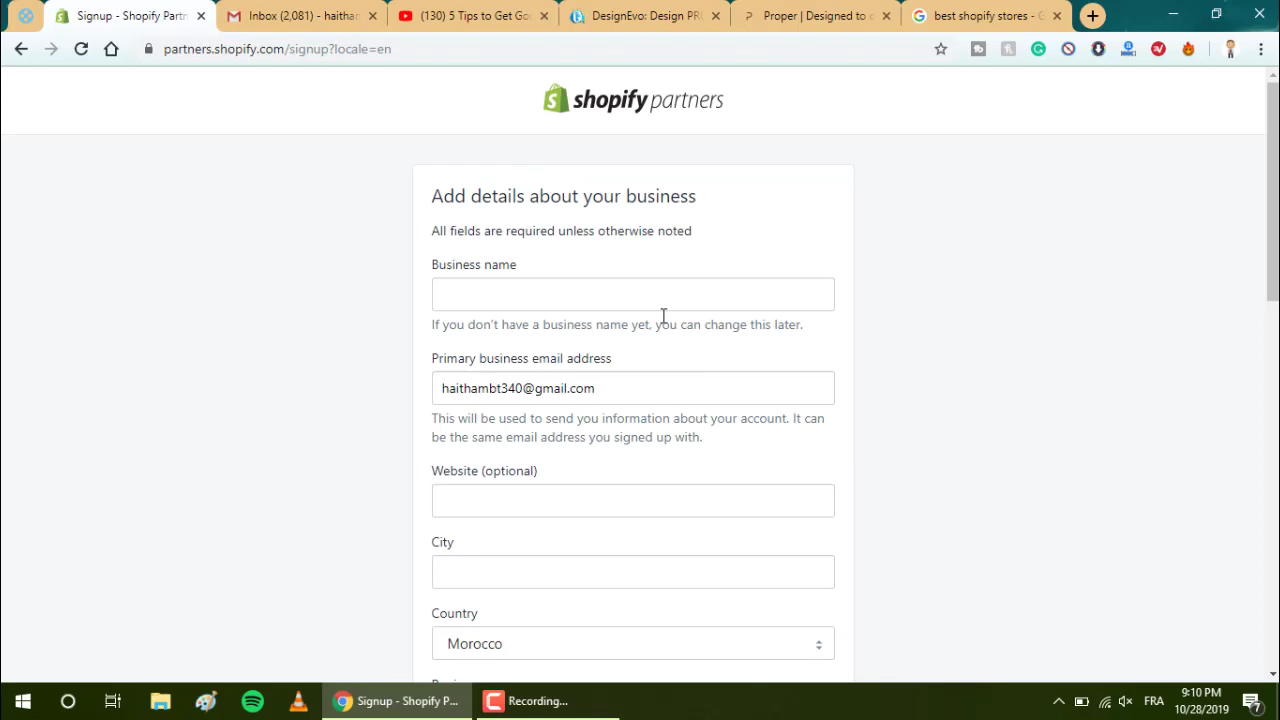 Signup - Shopify Partn
Inbox (2,081) - haitham
(130) 5 Tips to Get Go
DesignEvo: Design PR
Proper | Designed to
best shopify stores - G
partners.shopify.com/signup?locale=en
shopify partners
Add details about your business
All fields are required unless otherwise noted
Business name
If you don't have a business name yet, you can change this later.
Primary business email address
haithambt340@gmail.com
This will be used to send you information about your account. It can
be the same email address you signed up with.
Website (optional)
City
Country
Morocco
Signup - Shopify P...
Recording...
FRA
9:10 PM
10/28/2019
7